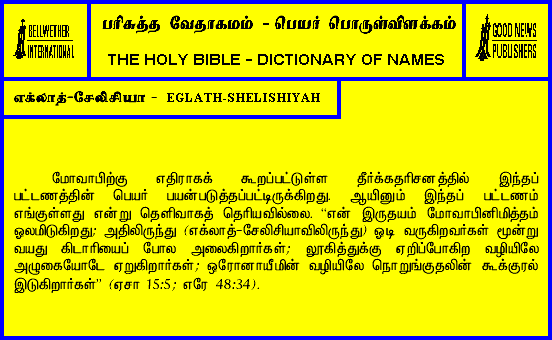 BELLWETHER
INTERNATIONAL
பரிசுத்த வேதாகமம் - பெயர் பொருள்விளக்கம்
THE HOLY BIBLE - DICTIONARY OF NAMES
GOOD NEWS
PUBLISHERS
எக்லாத்-சேலிசியா - EGLATH-SHELISHIYAH
மோவாபிற்கு எதிராகக் கூறப்பட்டுள்ள தீர்க்கதரிசனத்தில் இந்தப்
பட்டணத்தின் பெயர் பயன்படுத்தப்பட்டிருக்கிறது. ஆயினும் இந்தப் பட்டணம்
எங்குள்ளது என்று தெளிவாகத் தெரியவில்லை. “என் இருதயம் மோவாபினிமித்தம்
ஓலமிடுகிறது; அதிலிருந்து (எக்லாத்-சேலிசியாவிலிருந்து) ஓடி வருகிறவர்கள் மூன்று
வயது கிடாரியைப் போல அலைகிறார்கள்; லூகித்துக்கு ஏறிப்போகிற வழியிலே
அழுகையோடே ஏறுகிறார்கள்; ஒரோனாயீமின் வழியிலே நொறுங்குதலின் கூக்குரல்
இடுகிறார்கள்” (ஏசா 15:5; எரே 48:34).